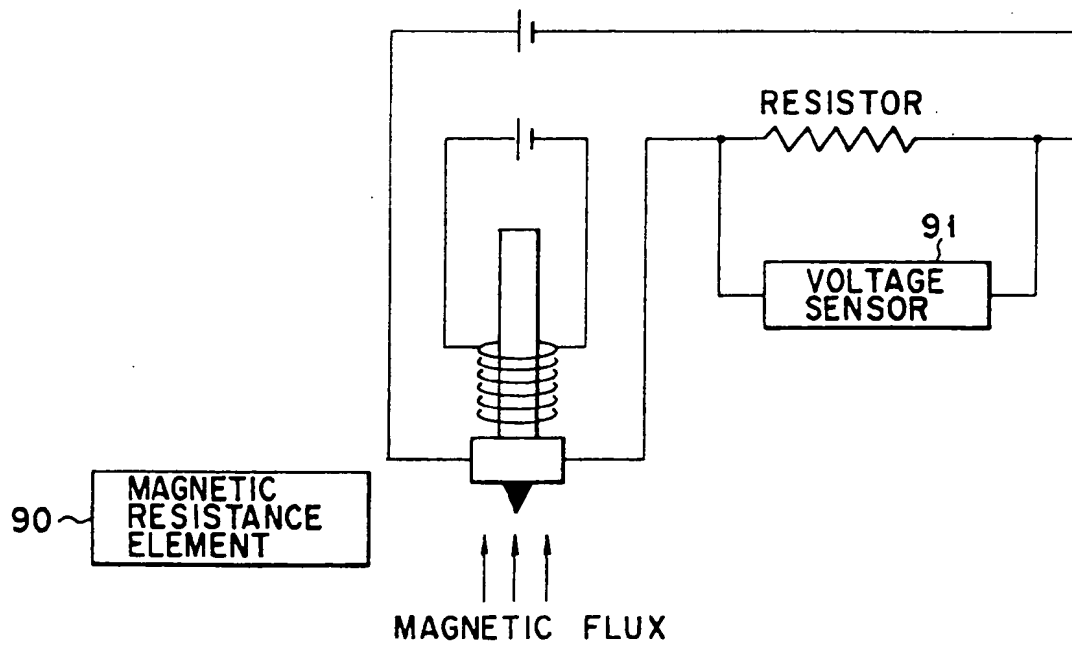 RESISTOR
91
VOLTAGE
SENSOR
90
MAGNETIC
RESISTANCE
ELEMENT
MAGNETIC FLUX